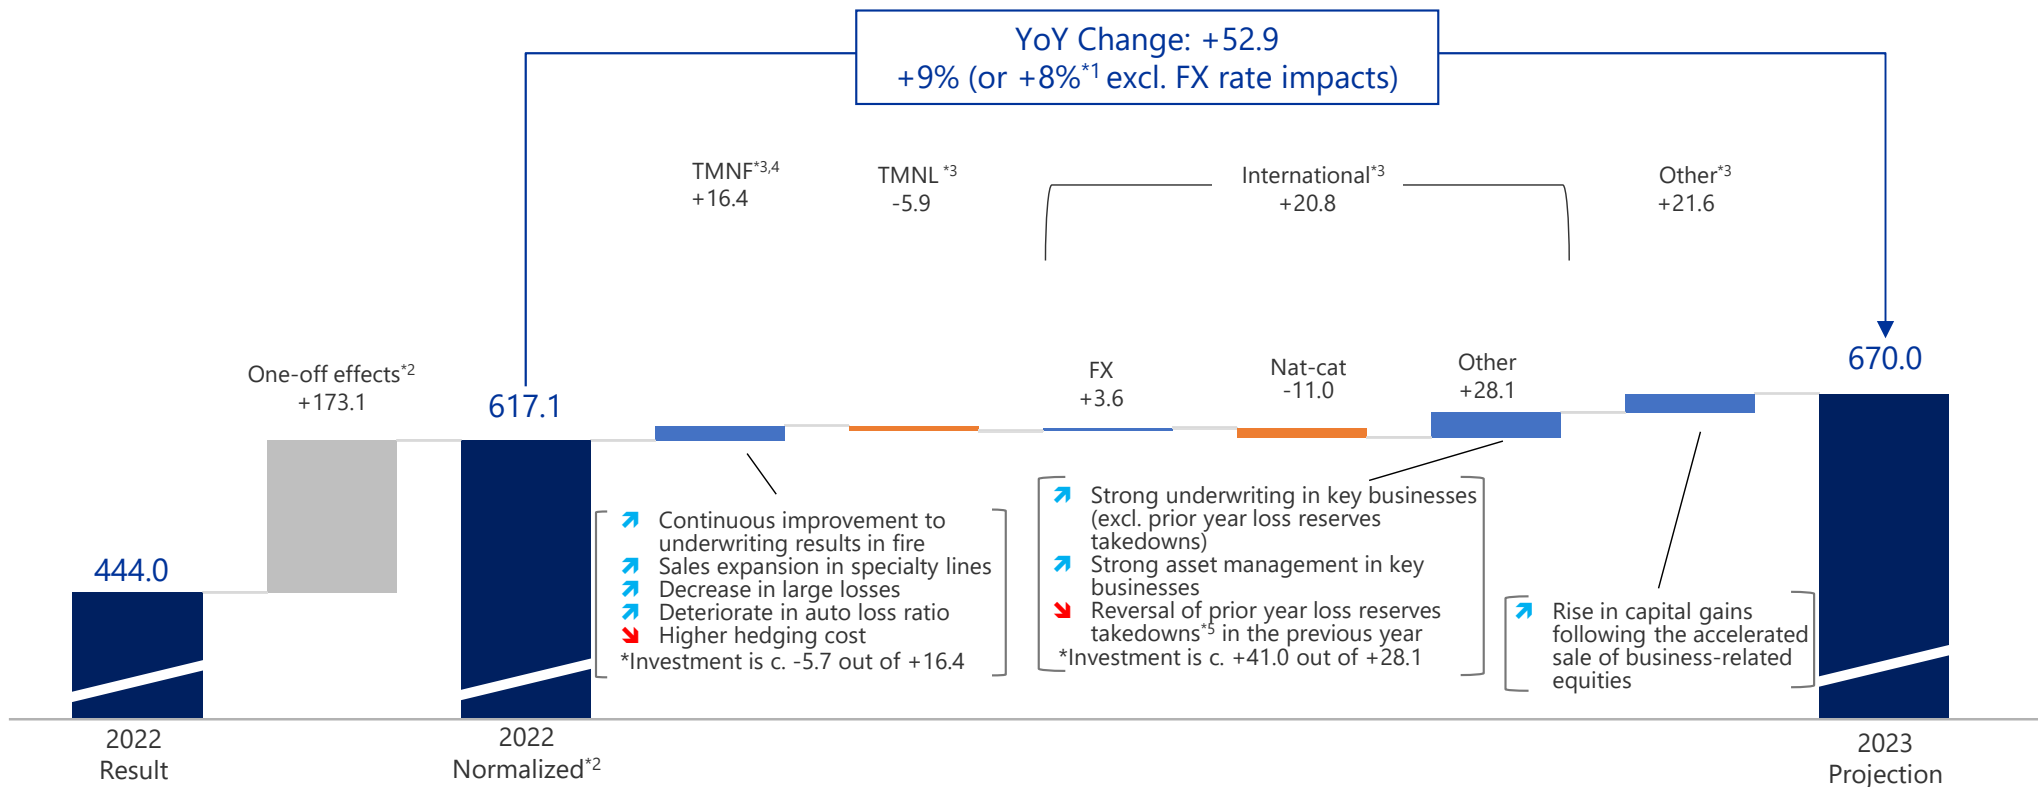 YoY Change: +52.9
+9% (or +8%*1 excl. FX rate impacts)
TMNF*3,4
+16.4
TMNL *3
-5.9
International*3
+20.8
Other*3
+21.6
One-off effects*2
+173.1
617.1
FX
+3.6
Nat-cat
-11.0
Other
+28.1
670.0
444.0
Continuous improvement to
underwriting results in fire
Sales expansion in specialty lines
Decrease in large losses
Deteriorate in auto loss ratio
Higher hedging cost
*Investment is c. -5.7 out of +16.4
Strong underwriting in key businesses
(excl. prior year loss reserves
takedowns)
Strong asset management in key
businesses
Reversal of prior year loss reserves
takedowns*5 in the previous year
*Investment is c. +41.0 out of +28.1
Rise in capital gains
following the accelerated
sale of business-related
equities
2022
Result
2022
Normalized*2
2023
Projection